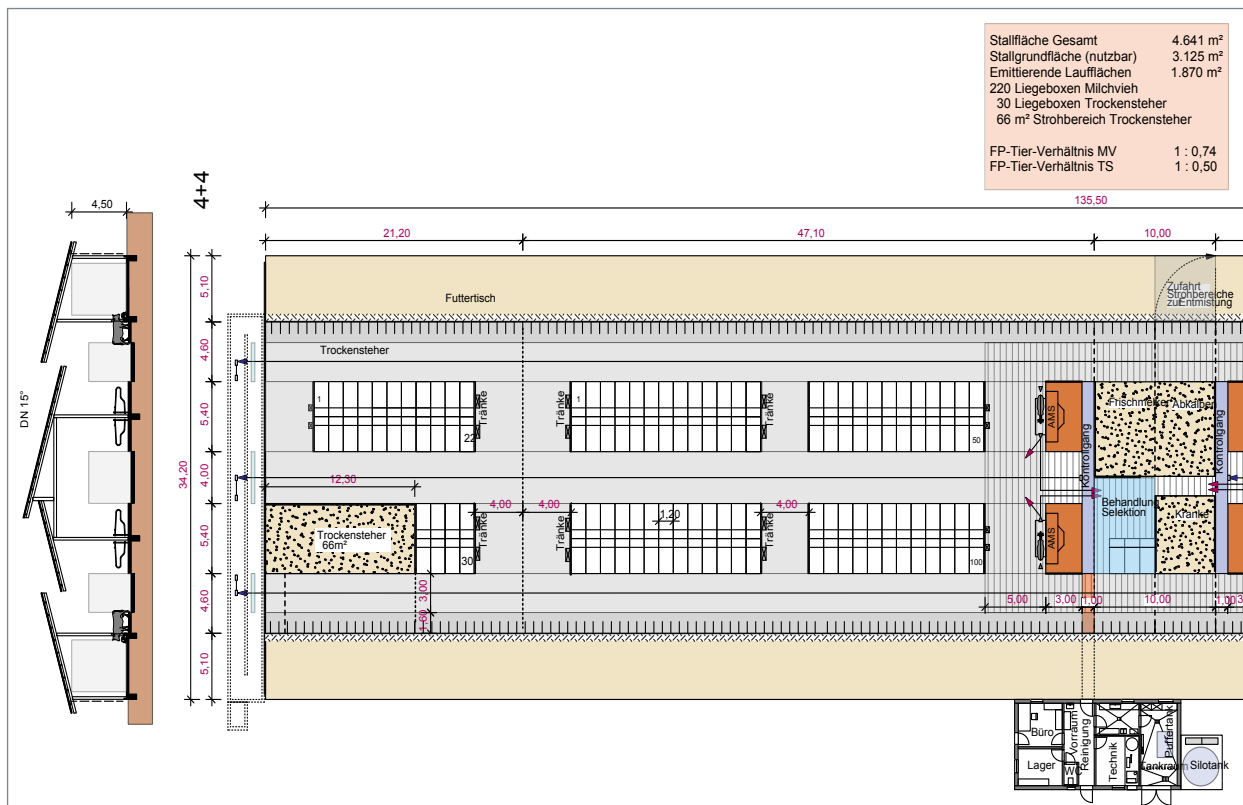 Stallfläche Gesamt 4.641 m²
Stallgrundfläche (nutzbar) 3.125 m²
Emittierende Laufflächen 1.870 m²
220 Liegeboxen Milchvieh
30 Liegeboxen Trockensteher
66 m² Strohbereich Trockensteher
FP-Tier-Verhältnis MV 1 : 0,74
FP-Tier-Verhältnis TS 1 : 0,50
4,50
4+4
135,50
21,20
47,10
10,00
5,10
Futtertisch
Zufahrt
Strohbereiche
zur Entmistung
4,60
Trockensteher
DN 15°
34,20
5,40
1
22
Tränke
Tränke
1
Tränke
50
AMS
Kontrollgang
Frischmelker
Abkalber
Kontrollgang
4,00
12,30
4,00
4,00
4,00
1,20
5,40
Trockensteher
66m²
30
Tränke
Tränke
Tränke
100
AMS
Behandlung
Selektion
Kranke
4,60
3,00
1,60
5,00
3,00
1,00
10,00
1,00
3
5,10
Büro
Lager
Vorraum
WC
Reinigung
Technik
Tankraum
Puffertank
Silotank